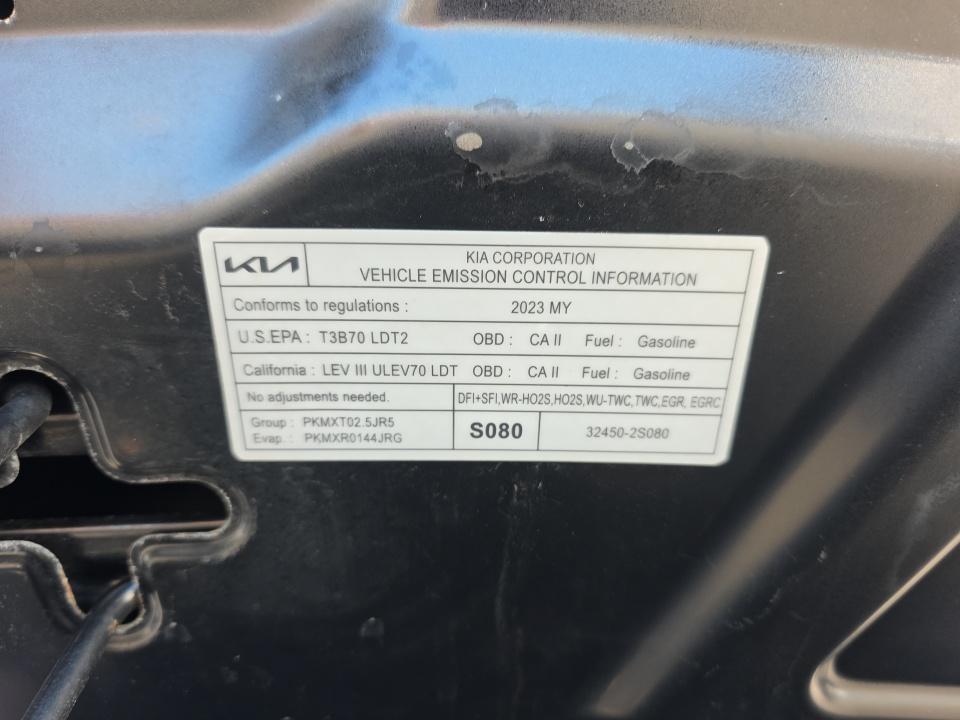 KIA
KIA CORPORATION
VEHICLE EMISSION CONTROL INFORMATION
Conforms to regulations : 2023 MY
U.S.EPA : T3B70 LDT2 OBD : CA II Fuel : Gasoline
California : LEV III ULEV70 LDT OBD : CA II Fuel : Gasoline
No adjustments needed. DFI+SFI,WR-HO2S,HO2S,WU-TWC,TWC,EGR, EGRC
Group : PKMXT02.5JR5
Evap. : PKMXR0144JRG
S080
32450-2S080